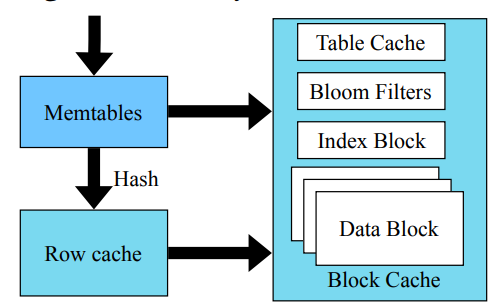 Memtables
Hash
Row cache
Table Cache
Bloom Filters
Index Block
Data Block
Block Cache